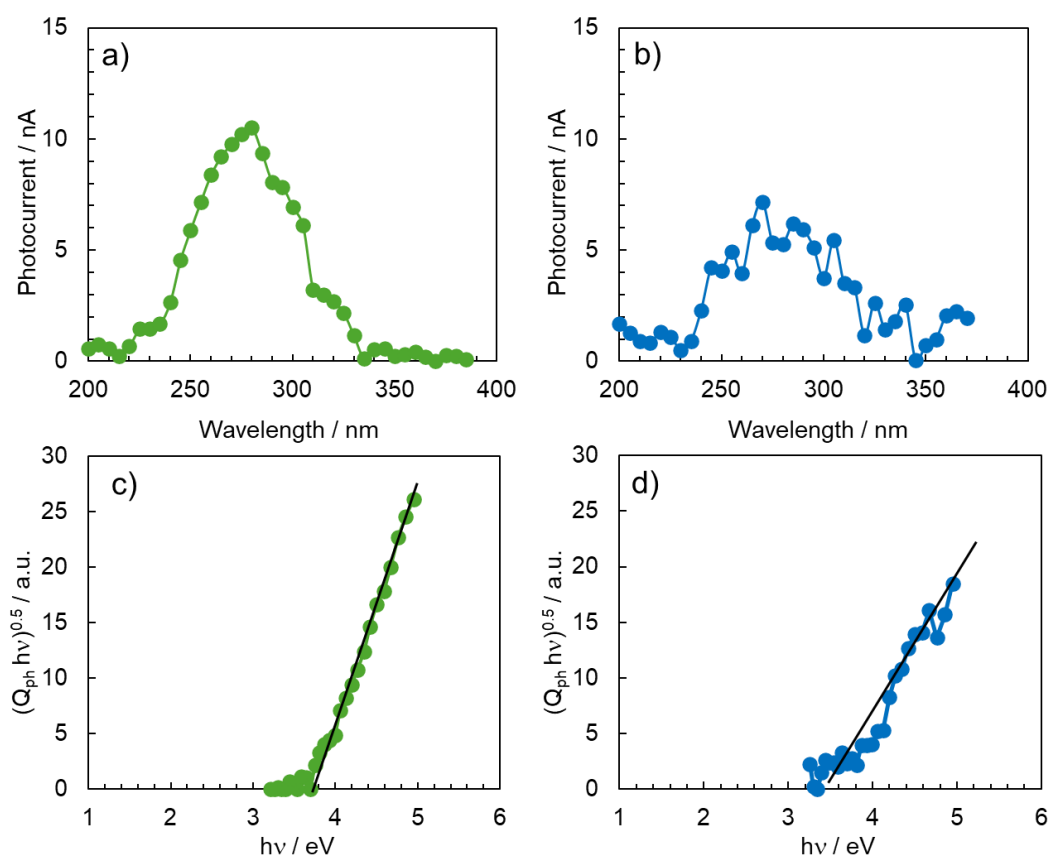 a)
15
10
5
0
Photocurrent / nA
200 250 300 350 400
Wavelength / nm
b)
15
10
5
0
Photocurrent / nA
200 250 300 350 400
Wavelength / nm
c)
30
25
20
15
10
5
0
(Qph hν)0.5 / a.u.
1 2 3 4 5 6
hν / eV
d)
30
25
20
15
10
5
0
(Qph hν)0.5 / a.u.
1 2 3 4 5 6
hν / eV